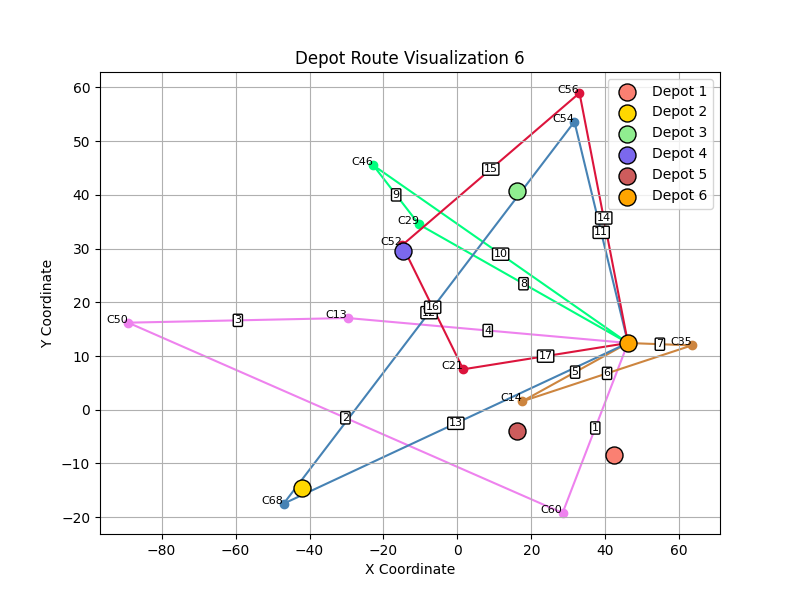 Depot Route Visualization 6
Y Coordinate
60
50
40
30
20
10
0
−10
−20
−80
−60
−40
−20
0
20
40
60
X Coordinate
Depot 1
Depot 2
Depot 3
Depot 4
Depot 5
Depot 6
C56
C54
C46
C29
C52
C50
C13
C21
C35
C14
C68
C60
15
9
14
11
10
8
16
3
4
17
7
5
6
2
13
1